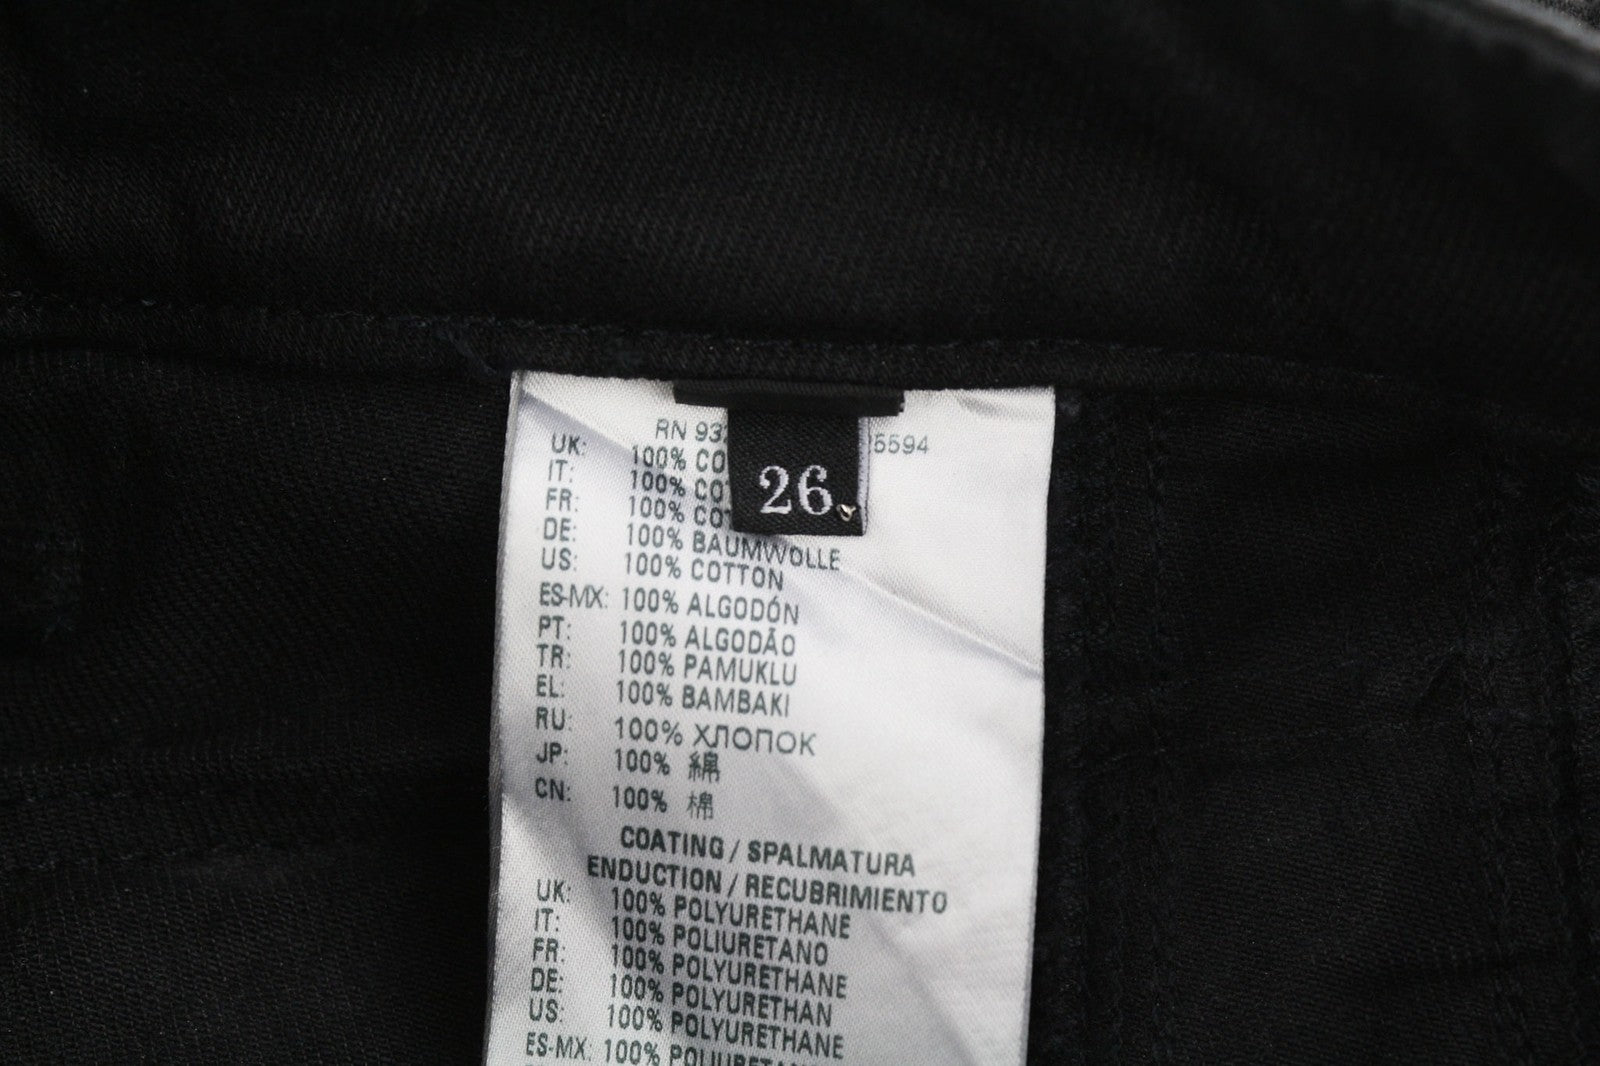 RN 93 5594
26
UK: 100% CO
IT: 100% CO
FR: 100% CO
DE: 100% BAUMWOLLE
US: 100% COTTON
ES-MX: 100% ALGODÓN
PT: 100% ALGODÃO
TR: 100% PAMUKLU
EL: 100% BAMBAKI
RU: 100% ХЛОПОК
JP: 100% 綿
CN: 100% 棉
COATING / SPALMATURA
ENDUCTION / RECUBRIMIENTO
UK: 100% POLYURETHANE
IT: 100% POLIURETANO
FR: 100% POLYURETHANE
DE: 100% POLYURETHAN
US: 100% POLYURETHANE
ES-MX: 100%